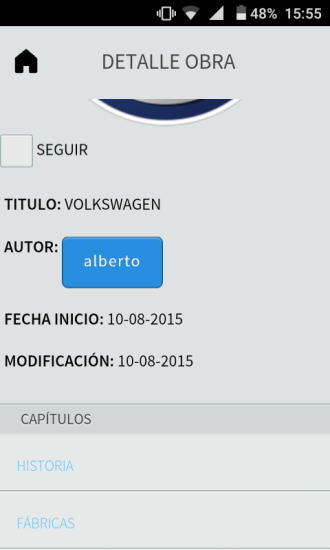 48% 15:55
DETALLE OBRA
SEGUIR
TITULO: VOLKSWAGEN
AUTOR: alberto
FECHA INICIO: 10-08-2015
MODIFICACIÓN: 10-08-2015
CAPÍTULOS
HISTORIA
FÁBRICAS